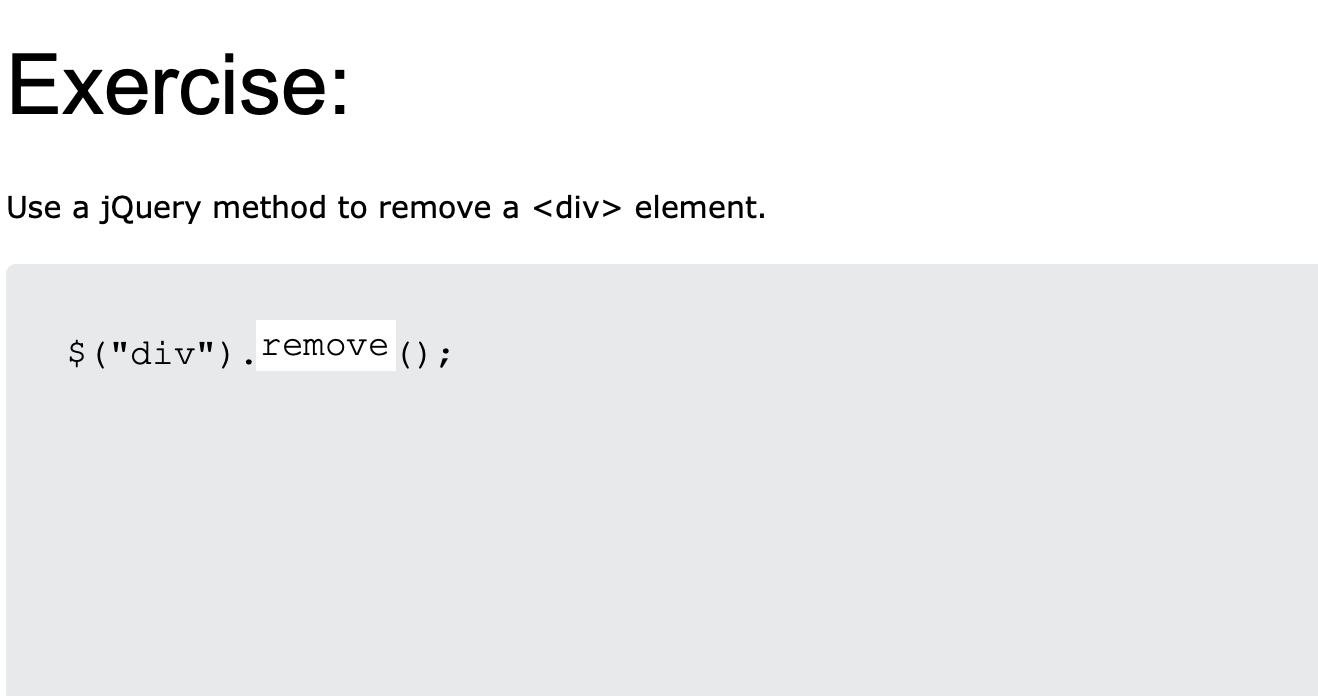 Exercise:
Use a jQuery method to remove a <div> element.
$("div").remove();